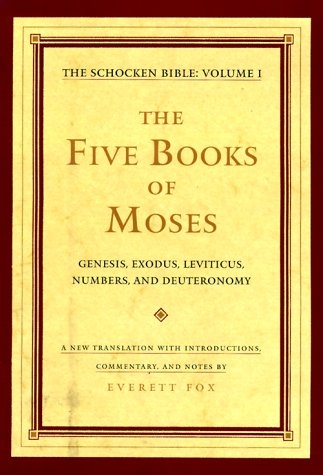 THE SCHOCKEN BIBLE: VOLUME I
THE
FIVE BOOKS
OF
MOSES
GENESIS, EXODUS, LEVITICUS,
NUMBERS, AND DEUTERONOMY
A NEW TRANSLATION WITH INTRODUCTIONS,
COMMENTARY, AND NOTES BY
EVERETT FOX